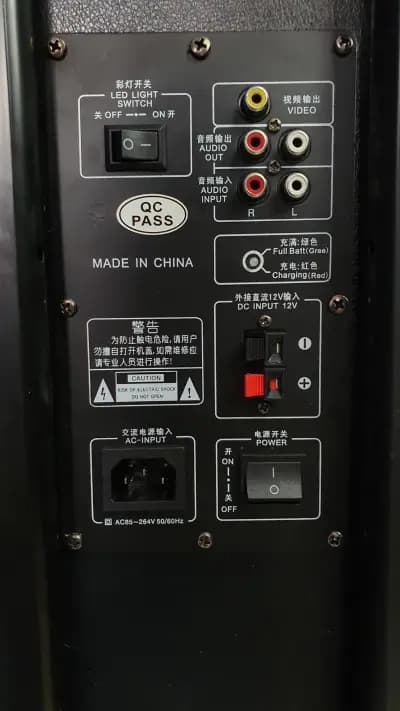 彩灯开关
LED LIGHT
SWITCH
关 OFF ON 开
视频输出
VIDEO
音频输出
AUDIO
OUT
音频输入
AUDIO
INPUT
R L
QC
PASS
MADE IN CHINA
充满:绿色
Full Batt(Gree)
充电:红色
Charging(Red)
外接直流12V输入
DC INPUT 12V
警告
为防止触电危险,请用户
勿擅自打开机盖,如需维修应
请专业人员进行操作!
CAUTION
RISK OF ELECTRIC SHOCK
DO NOT OPEN
交流电源输入
AC-INPUT
AC85~264V 50/60Hz
电源开关
POWER
开
ON
关
OFF